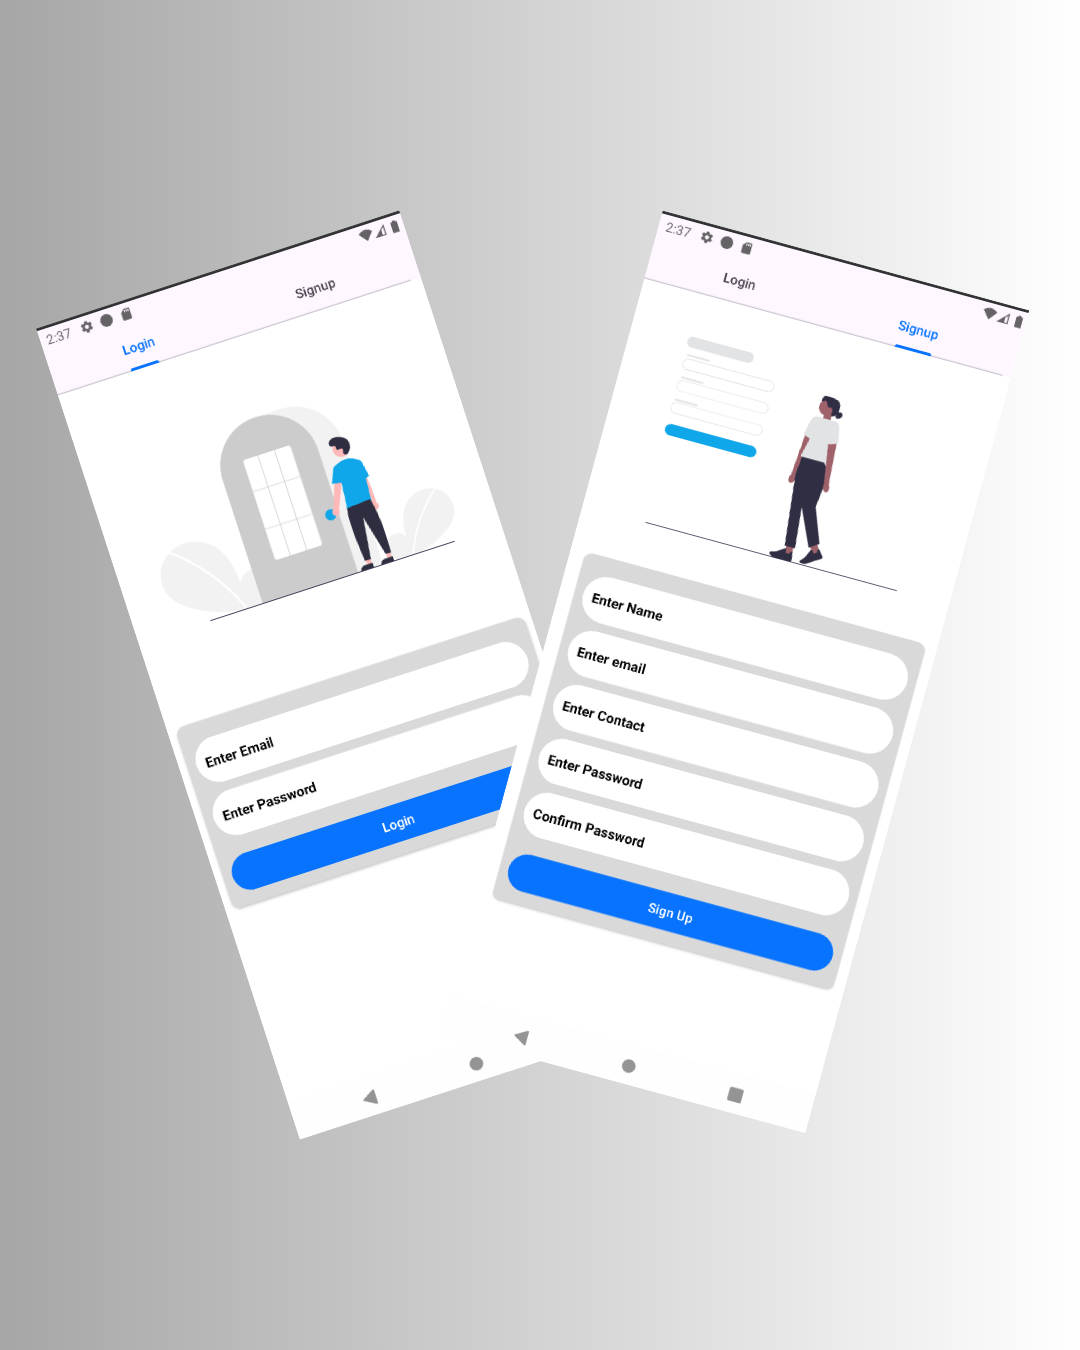 2:37
Login
Signup
Enter Email
Enter Password
Login
2:37
Login
Signup
Enter Name
Enter email
Enter Contact
Enter Password
Confirm Password
Sign Up